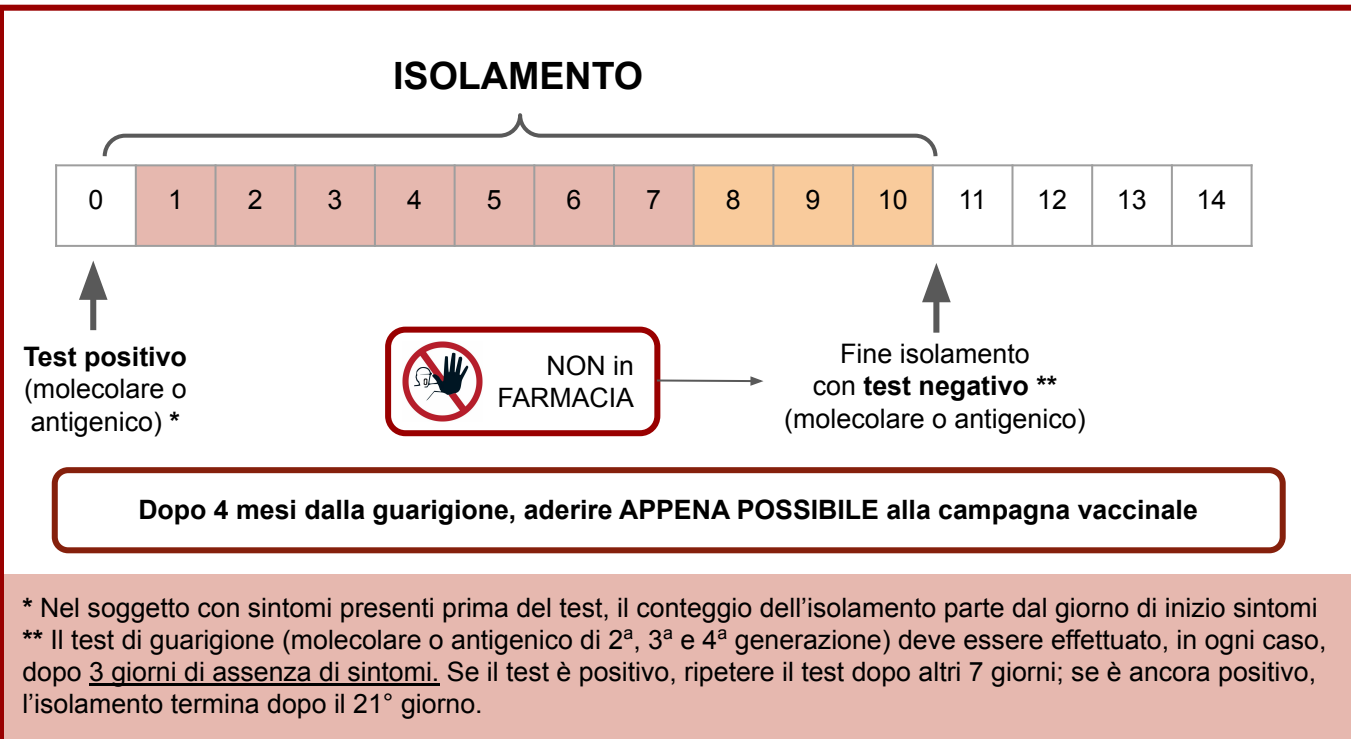 ISOLAMENTO
0 1 2 3 4 5 6 7 8 9 10 11 12 13 14
Test positivo
(molecolare o
antigenico) *
NON in
FARMACIA
Fine isolamento
con test negativo **
(molecolare o antigenico)
Dopo 4 mesi dalla guarigione, aderire APPENA POSSIBILE alla campagna vaccinale
* Nel soggetto con sintomi presenti prima del test, il conteggio dell’isolamento parte dal giorno di inizio sintomi
** Il test di guarigione (molecolare o antigenico di 2ª, 3ª e 4ª generazione) deve essere effettuato, in ogni caso,
dopo 3 giorni di assenza di sintomi. Se il test è positivo, ripetere il test dopo altri 7 giorni; se è ancora positivo,
l’isolamento termina dopo il 21° giorno.